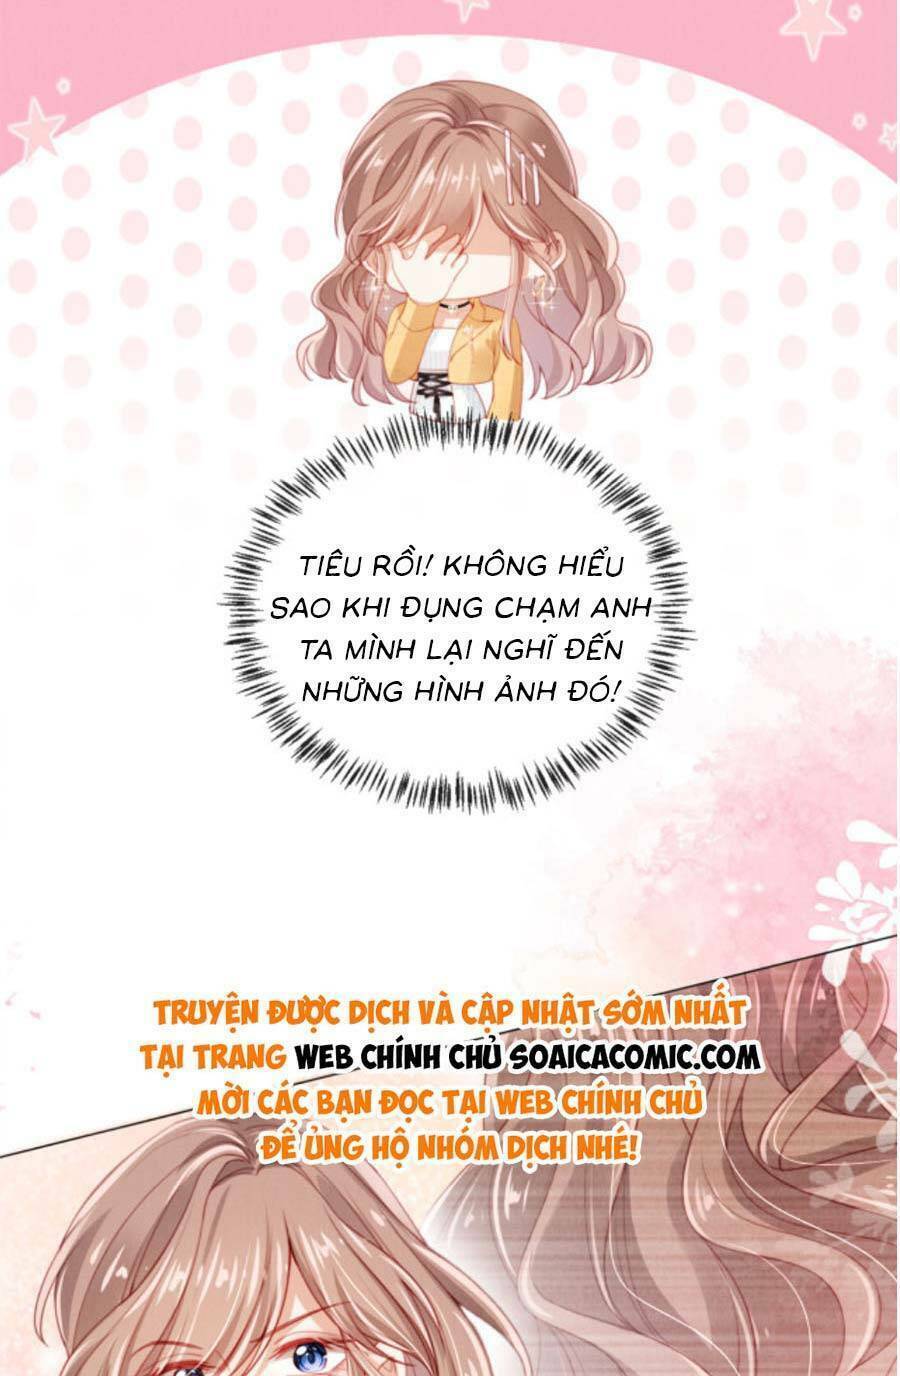 TIÊU RỒI! KHÔNG HIỂU
SAO KHI ĐỤNG CHẠM ANH
TA MÌNH LẠI NGHĨ ĐẾN
NHỮNG HÌNH ẢNH ĐÓ!
TRUYỆN ĐƯỢC DỊCH VÀ CẬP NHẬT SỚM NHẤT
TẠI TRANG WEB CHÍNH CHỦ SOAICACOMIC.COM
MỜI CÁC BẠN ĐỌC TẠI WEB CHÍNH CHỦ
ĐỂ ỦNG HỘ NHÓM DỊCH NHÉ!